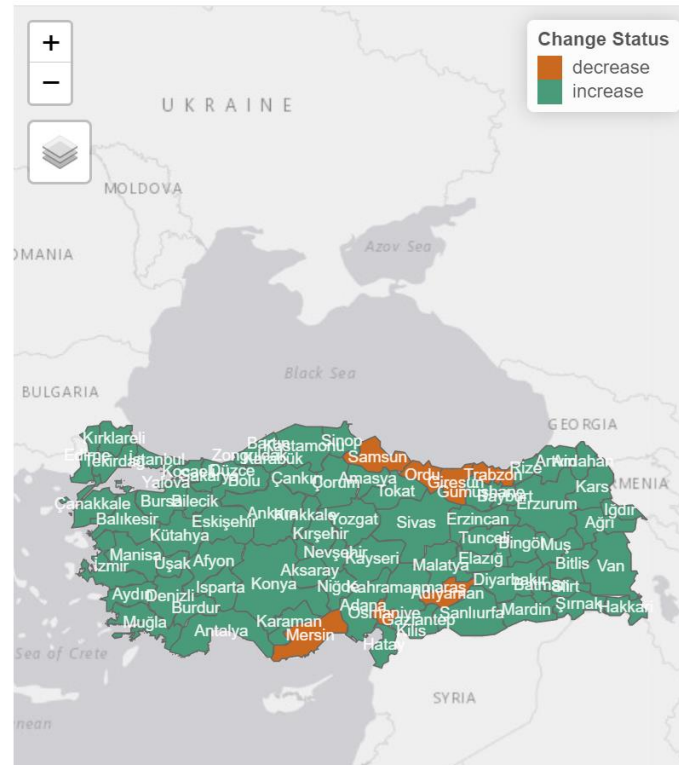 +
−
Change Status
decrease
increase
UKRAINE
MOLDOVA
OMANIA
Azov Sea
Black Sea
BULGARIA
GEORGIA
MENIA
Kırklareli
Edirne
Tekirdağ
İstanbul
Kocaeli
Yalova
Sakarya
Düzce
Bolu
Zonguldak
Bartın
Karabük
Kastamonu
Sinop
Samsun
Çankırı
Çorum
Amasya
Tokat
Ordu
Giresun
Trabzon
Gümüşhane
Bayburt
Rize
Artvin
Ardahan
Kars
Iğdır
Ağrı
Erzurum
Erzincan
Çanakkale
Balıkesir
Bursa
Bilecik
Kütahya
Eskişehir
Ankara
Kırıkkale
Yozgat
Kırşehir
Sivas
Tunceli
Bingöl
Muş
Manisa
İzmir
Uşak
Afyon
Aksaray
Nevşehir
Kayseri
Malatya
Elazığ
Diyarbakır
Batman
Siirt
Bitlis
Van
Aydın
Denizli
Isparta
Burdur
Konya
Niğde
Kahramanmaraş
Adıyaman
Adana
Osmaniye
Gaziantep
Şanlıurfa
Mardin
Şırnak
Hakkari
Muğla
Antalya
Karaman
Mersin
Kilis
Hatay
Sea of Crete
nean
SYRIA